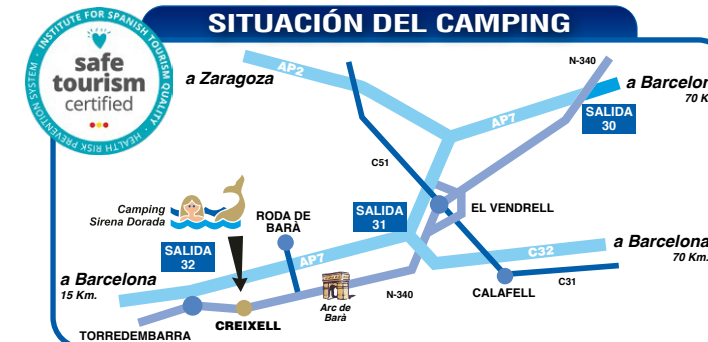 SITUACIÓN DEL CAMPING
INSTITUTE FOR SPANISH TOURISM QUALITY · HEALTH RISK PREVENTION SYSTEM ·
safe
tourism
certified
a Zaragoza
AP2
N-340
a Barcelon
70 K
AP7
SALIDA
30
C51
Camping
Sirena Dorada
RODA DE
BARÀ
SALIDA
31
EL VENDRELL
SALIDA
32
AP7
C32
a Barcelona
70 Km.
a Barcelona
15 Km.
C31
CALAFELL
N-340
Arc de
Barà
CREIXELL
TORREDEMBARRA